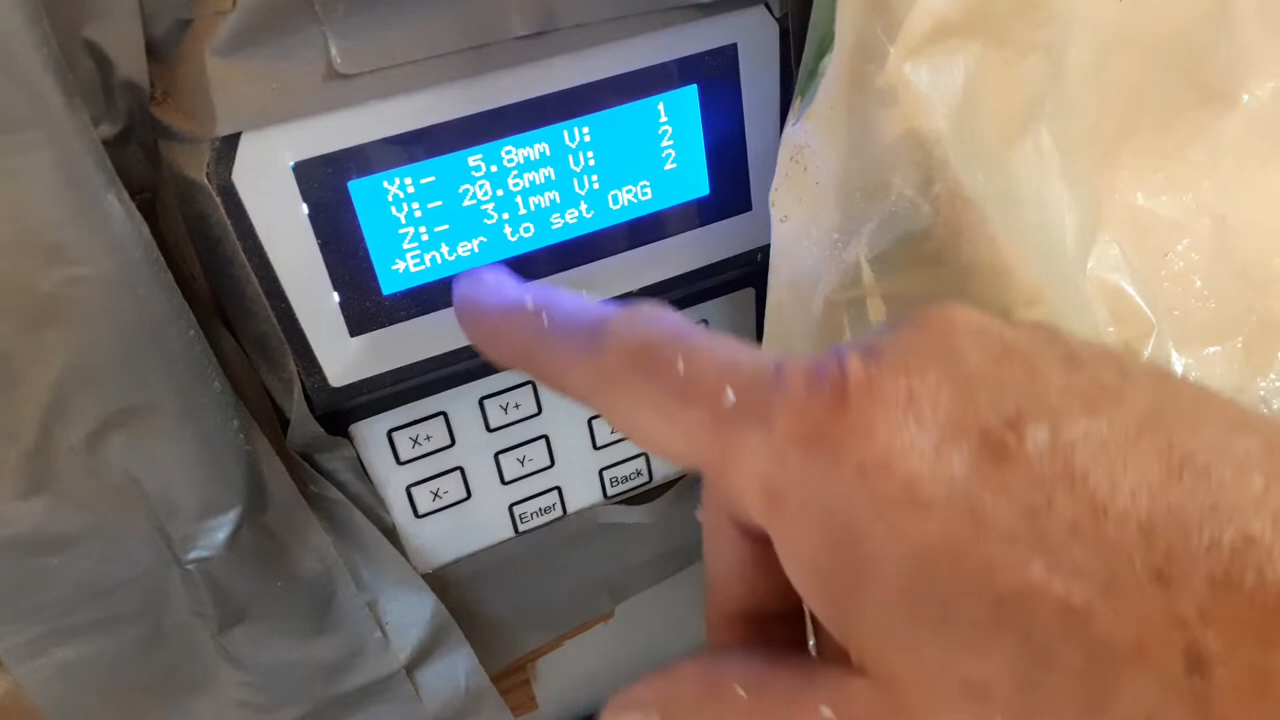 X:- 5.8mm V: 1
Y:- 20.6mm V: 2
Z:- 3.1mm V: 2
→Enter to set ORG
X+ Y+
X- Y- Back
Enter